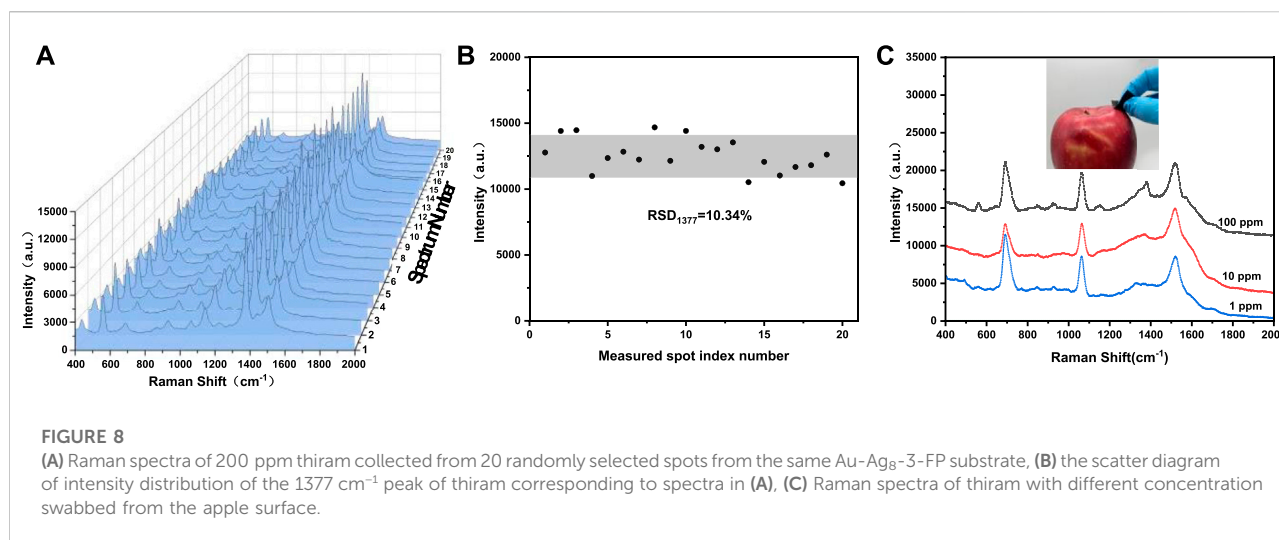 A
B
C
15000
12000
9000
6000
3000
0
Intensity (a.u.)
400 600 800 1000 1200 1400 1600 1800 2000
Raman Shift (cm⁻¹)
20
19
18
17
16
15
14
13
12
11
10
9
8
7
6
5
4
3
2
1
Spectrum Number
20000
15000
10000
5000
0
Intensity (a.u.)
RSD₁₃₇₇=10.34%
0 5 10 15 20
Measured spot index number
35000
30000
25000
20000
15000
10000
5000
0
Intensity (a.u.)
100 ppm
10 ppm
1 ppm
400 600 800 1000 1200 1400 1600 1800 200
Raman Shift(cm⁻¹)
FIGURE 8
(A) Raman spectra of 200 ppm thiram collected from 20 randomly selected spots from the same Au-Ag₈-3-FP substrate, (B) the scatter diagram
of intensity distribution of the 1377 cm⁻¹ peak of thiram corresponding to spectra in (A), (C) Raman spectra of thiram with different concentration
swabbed from the apple surface.